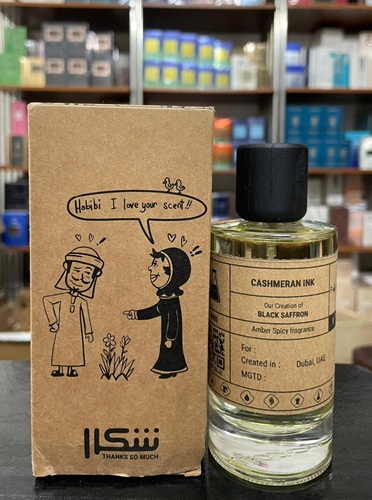 Habibi I love your scent!!
شكلا
THANKS SO MUCH
CASHMERAN INK
Our Creation of
BLACK SAFFRON
Amber Spicy fragrance
For :
Created in : Dubai, UAE
MGTD :